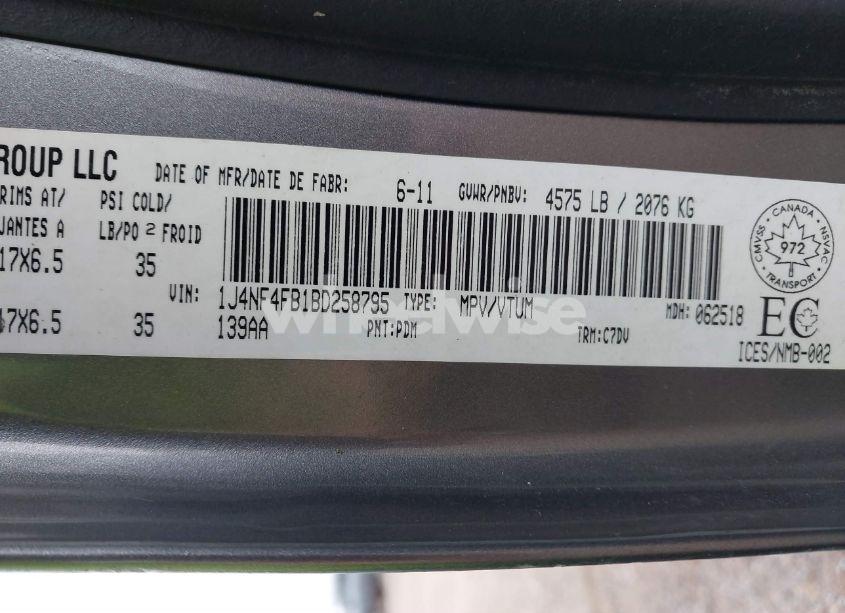 ROUP LLC DATE OF MFR/DATE DE FABR: 6-11 GVWR/PNBV: 4575 LB / 2076 KG
RIMS AT/ PSI COLD/
JANTES A LB/PO 2 FROID
17X6.5 35
VIN: 1J4NF4FB1BD258795 TYPE: MPV/VTUM MDH: 062518
17X6.5 35 139AA PNT:PDM TRM:C7DV
CANADA
CMVSS 972 NSVAC
TRANSPORT
EC
ICES/NMB-002
wheelwise